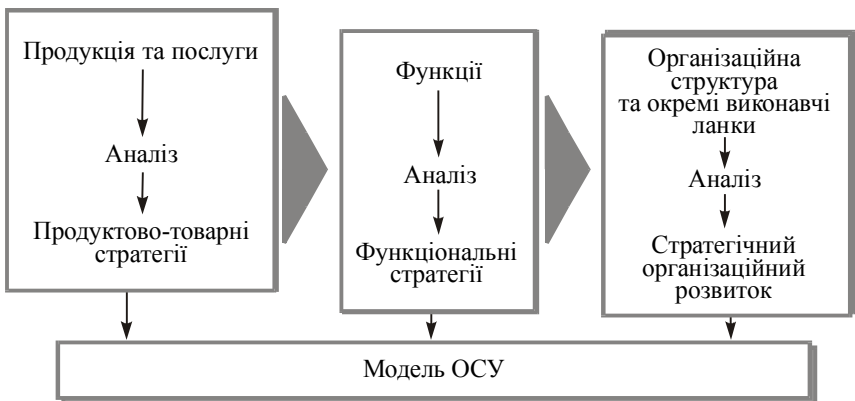 Продукція та послуги
Аналіз
Продуктово-товарні
стратегії
Функції
Аналіз
Функціональні
стратегії
Організаційна
структура
та окремі виконавчі
ланки
Аналіз
Стратегічний
організаційний
розвиток
Модель ОСУ